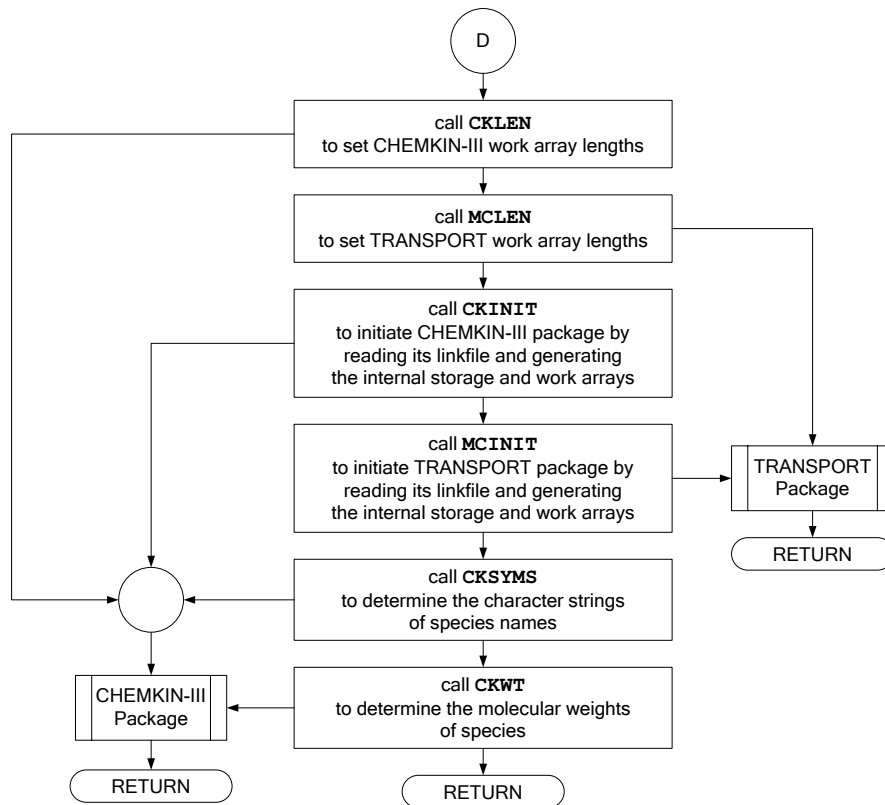 D
call CKLEN
to set CHEMKIN-III work array lengths
call MCLEN
to set TRANSPORT work array lengths
call CKINIT
to initiate CHEMKIN-III package by
reading its linkfile and generating
the internal storage and work arrays
call MCINIT
to initiate TRANSPORT package by
reading its linkfile and generating
the internal storage and work arrays
TRANSPORT
Package
RETURN
call CKSYMS
to determine the character strings
of species names
call CKWT
to determine the molecular weights
of species
CHEMKIN-III
Package
RETURN
RETURN